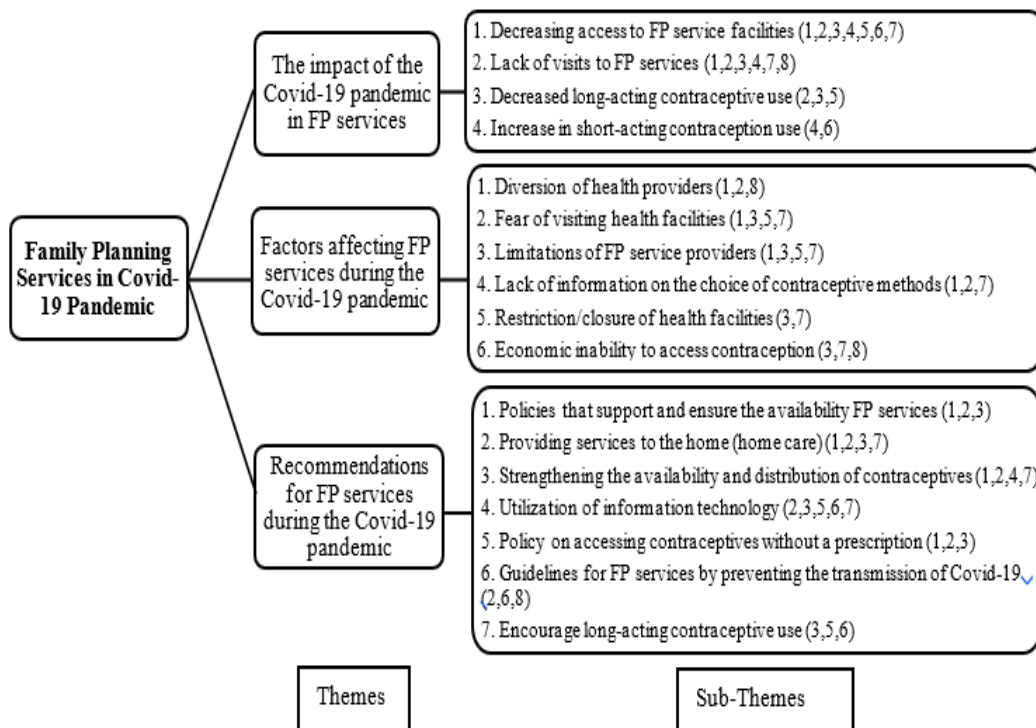 Family Planning
Services in Covid-
19 Pandemic
The impact of the
Covid-19 pandemic
in FP services
1. Decreasing access to FP service facilities (1,2,3,4,5,6,7)
2. Lack of visits to FP services (1,2,3,4,7,8)
3. Decreased long-acting contraceptive use (2,3,5)
4. Increase in short-acting contraception use (4,6)
Factors affecting FP
services during the
Covid-19 pandemic
1. Diversion of health providers (1,2,8)
2. Fear of visiting health facilities (1,3,5,7)
3. Limitations of FP service providers (1,3,5,7)
4. Lack of information on the choice of contraceptive methods (1,2,7)
5. Restriction/closure of health facilities (3,7)
6. Economic inability to access contraception (3,7,8)
Recommendations
for FP services
during the Covid-19
pandemic
1. Policies that support and ensure the availability FP services (1,2,3)
2. Providing services to the home (home care) (1,2,3,7)
3. Strengthening the availability and distribution of contraceptives (1,2,4,7)
4. Utilization of information technology (2,3,5,6,7)
5. Policy on accessing contraceptives without a prescription (1,2,3)
6. Guidelines for FP services by preventing the transmission of Covid-19
(2,6,8)
7. Encourage long-acting contraceptive use (3,5,6)
Themes
Sub-Themes